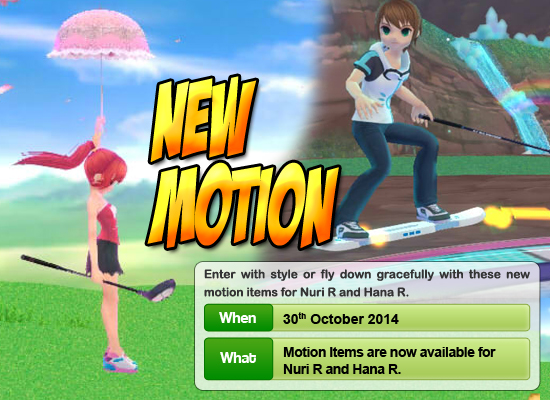 NEW
MOTION
Enter with style or fly down gracefully with these new
motion items for Nuri R and Hana R.
When
30th October 2014
What
Motion Items are now available for
Nuri R and Hana R.